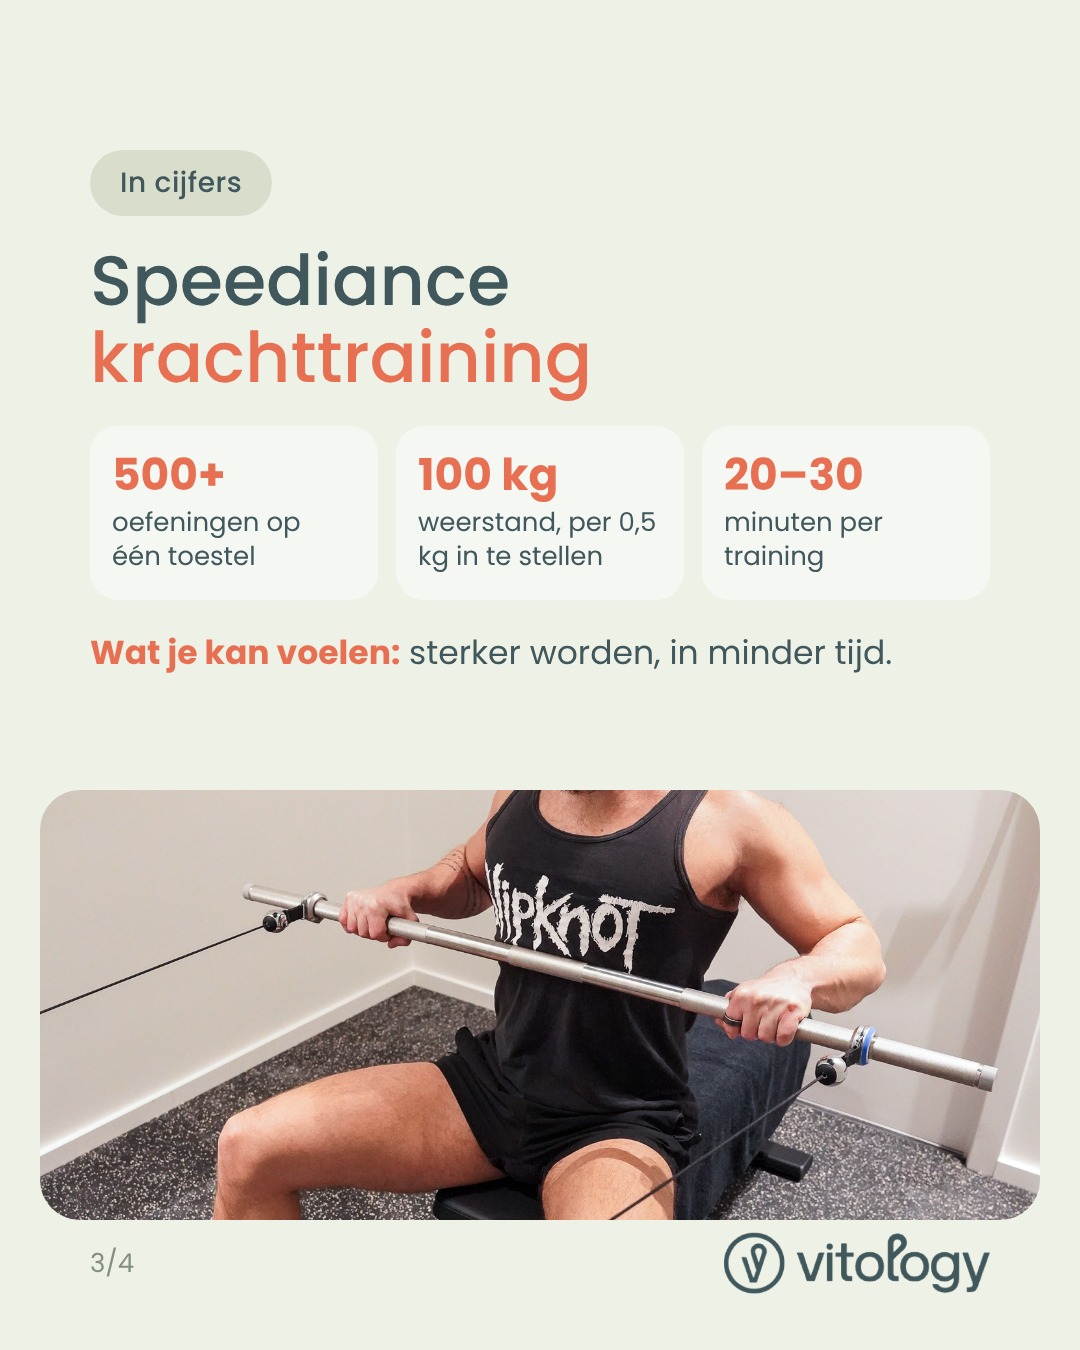 In cijfers
Speediance
krachttraining
500+
oefeningen op
één toestel
100 kg
weerstand, per 0,5
kg in te stellen
20–30
minuten per
training
Wat je kan voelen: sterker worden, in minder tijd.
lipknot
3/4
vitology